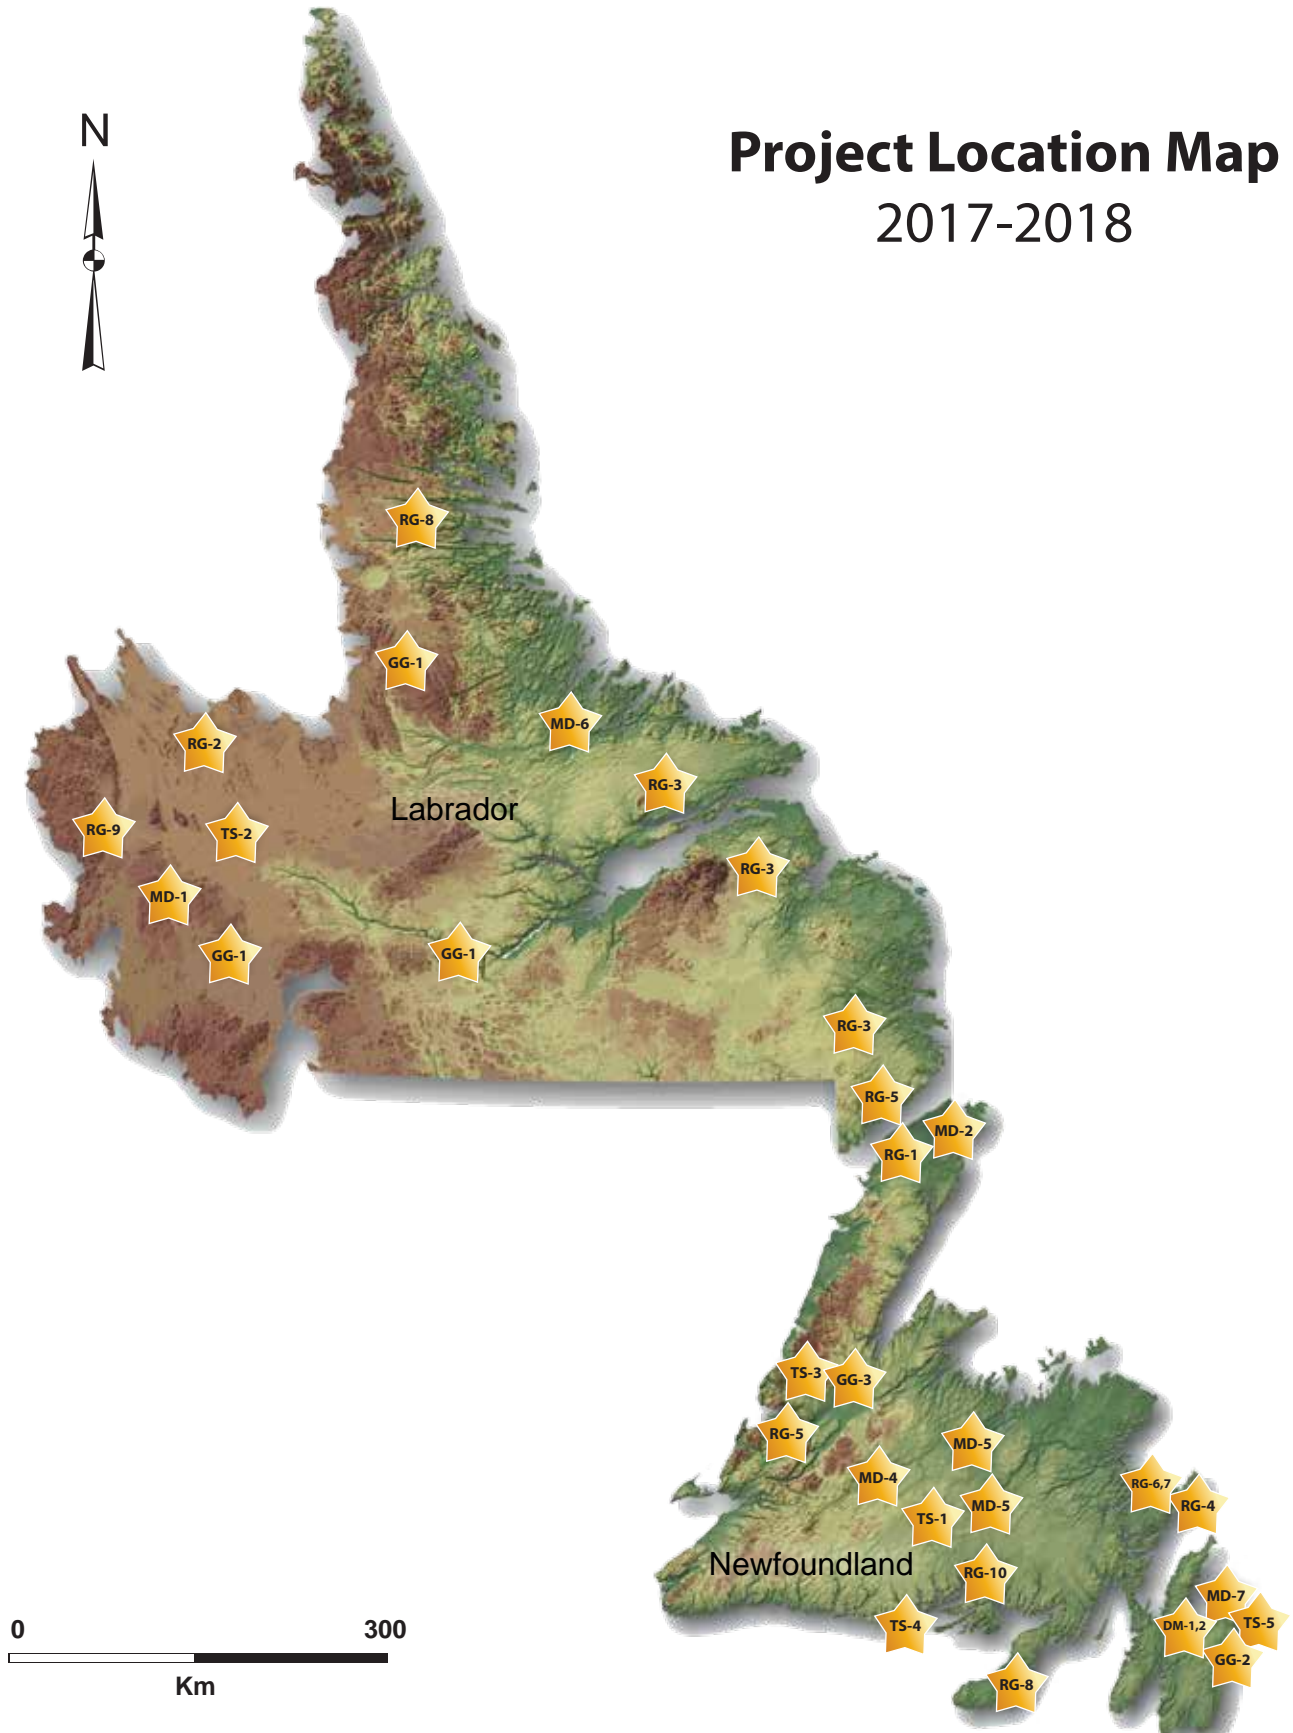 N
Project Location Map
2017-2018
RG-8
GG-1
MD-6
RG-2
RG-3
Labrador
RG-9
TS-2
RG-3
MD-1
GG-1
GG-1
RG-3
RG-5
MD-2
RG-1
TS-3
GG-3
RG-5
MD-5
MD-4
RG-6,7
RG-4
MD-5
TS-1
Newfoundland
RG-10
MD-7
TS-4
DM-1,2
TS-5
GG-2
RG-8
0 300
Km